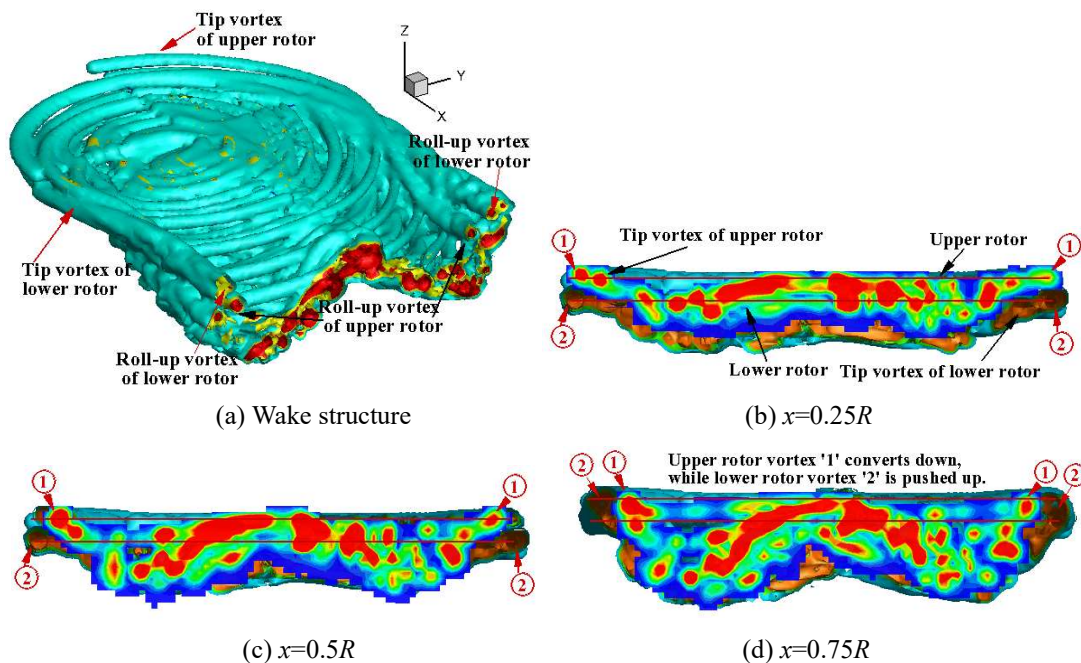 Tip vortex
of upper rotor
Z
Y
X
Roll-up vortex
of lower rotor
Tip vortex of
lower rotor
Roll-up vortex
of upper rotor
Roll-up vortex
of lower rotor
(a) Wake structure
1
Tip vortex of upper rotor
Upper rotor
1
2
Lower rotor
Tip vortex of lower rotor
2
(b) x=0.25R
1
1
2
2
(c) x=0.5R
2
1
Upper rotor vortex '1' converts down,
while lower rotor vortex '2' is pushed up.
1
2
(d) x=0.75R